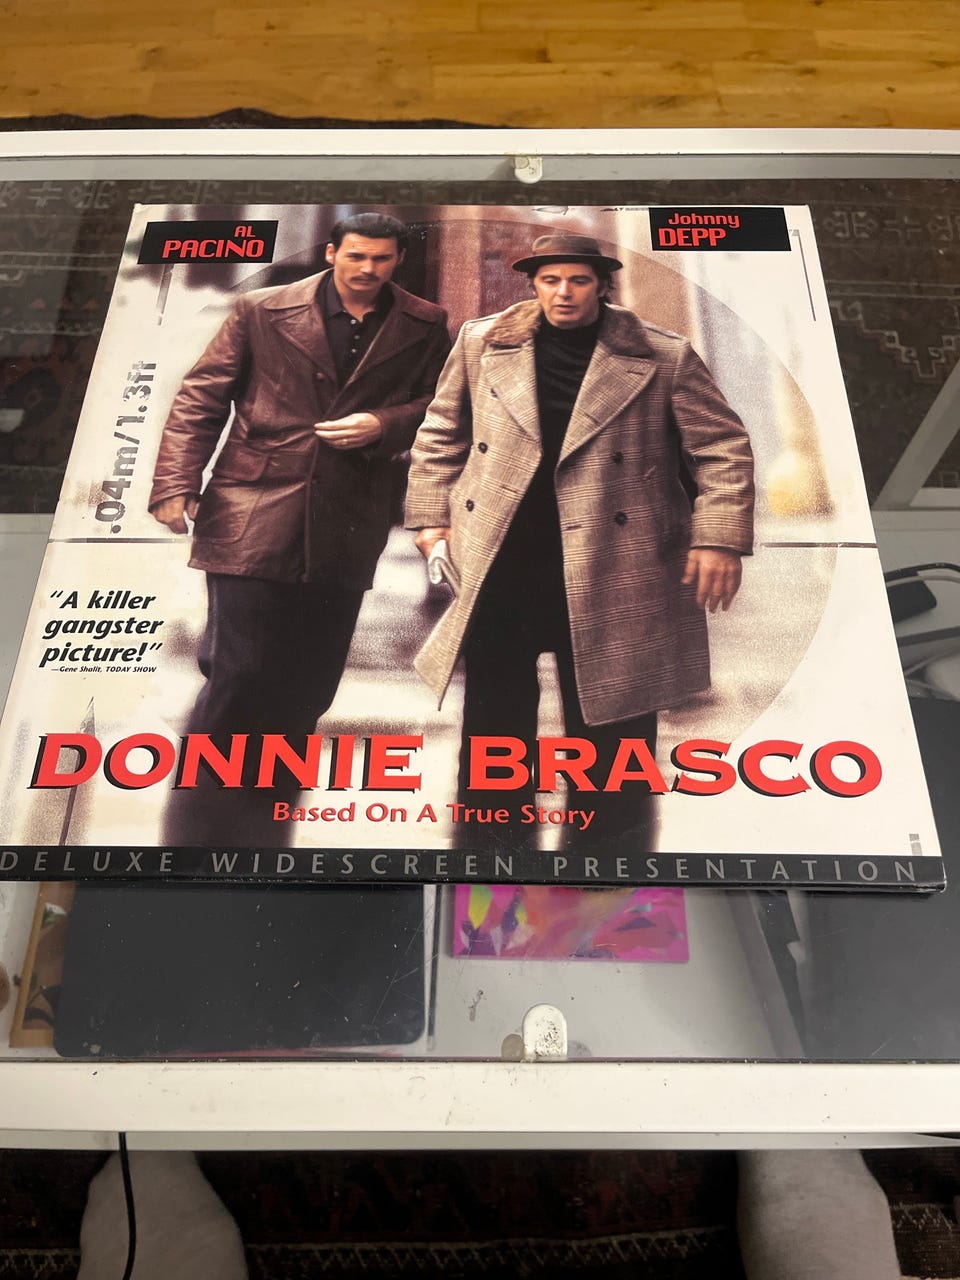 AL
PACINO
Johnny
DEPP
.04m/1.3ft
“A killer
gangster
picture!”
—Gene Shalit, TODAY SHOW
DONNIE BRASCO
Based On A True Story
DELUXE WIDESCREEN PRESENTATION